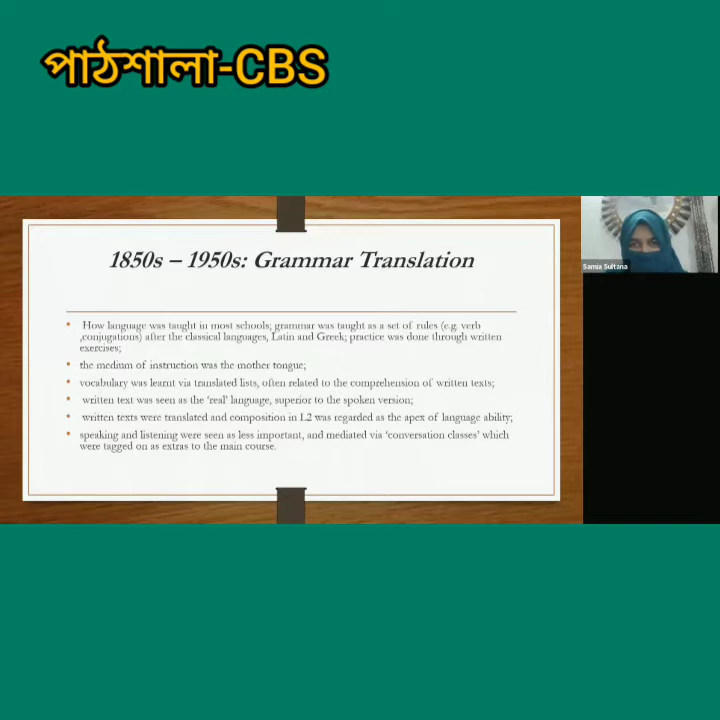 পাঠশালা-CBS
1850s – 1950s: Grammar Translation
Samia Sultana
• How language was taught in most schools; grammar was taught as a set of rules (e.g. verb
,conjugations) after the classical languages, Latin and Greek; practice was done through written
exercises;
• the medium of instruction was the mother tongue;
• vocabulary was learnt via translated lists, often related to the comprehension of written texts;
• written text was seen as the ‘real’ language, superior to the spoken version;
• written texts were translated and composition in L2 was regarded as the apex of language ability;
• speaking and listening were seen as less important, and mediated via ‘conversation classes’ which
were tagged on as extras to the main course.